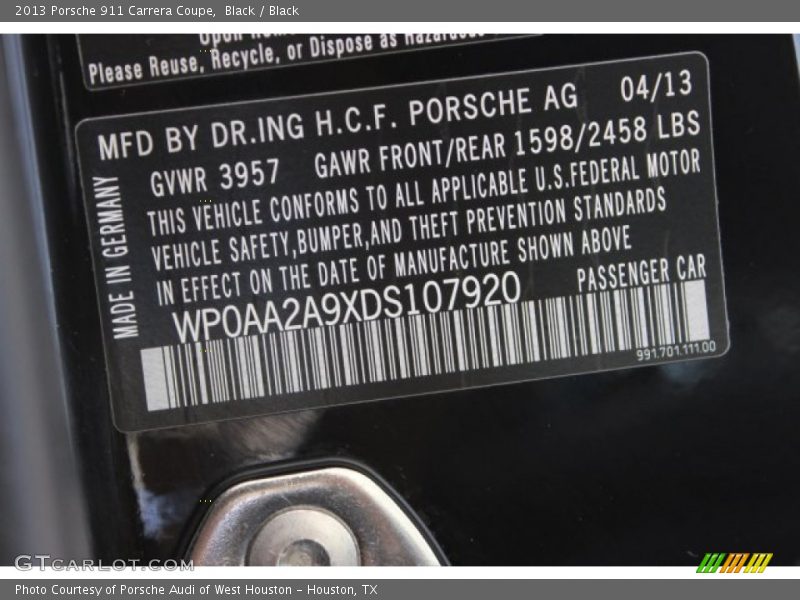 2013 Porsche 911 Carrera Coupe,  Black / Black
Please Reuse, Recycle, or Dispose as Hazardous
MFD BY DR.ING H.C.F. PORSCHE AG 04/13
GVWR 3957 GAWR FRONT/REAR 1598/2458 LBS
THIS VEHICLE CONFORMS TO ALL APPLICABLE U.S.FEDERAL MOTOR
VEHICLE SAFETY,BUMPER,AND THEFT PREVENTION STANDARDS
IN EFFECT ON THE DATE OF MANUFACTURE SHOWN ABOVE
MADE IN GERMANY
WP0AA2A9XDS107920 PASSENGER CAR
991.701.111.00
GTCARLOT.COM
Photo Courtesy of Porsche Audi of West Houston – Houston, TX